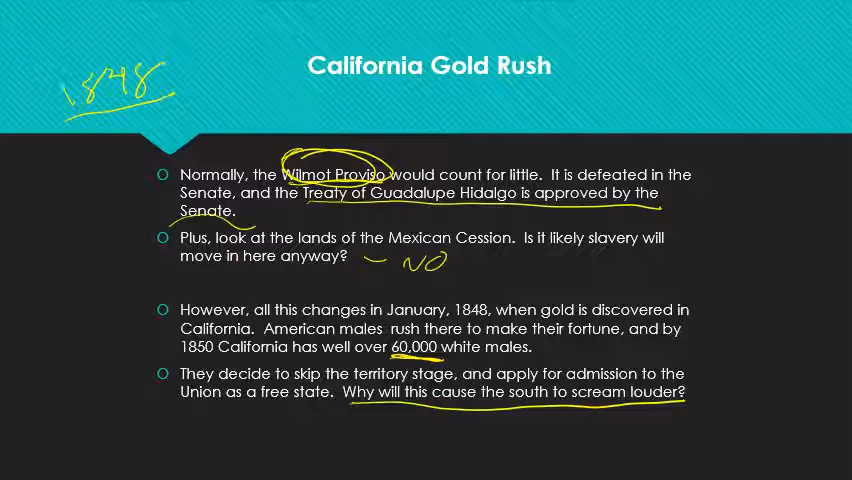 California Gold Rush
1848
Normally, the Wilmot Proviso would count for little. It is defeated in the
Senate, and the Treaty of Guadalupe Hidalgo is approved by the
Senate.
Plus, look at the lands of the Mexican Cession. Is it likely slavery will
move in here anyway? - NO
However, all this changes in January, 1848, when gold is discovered in
California. American males rush there to make their fortune, and by
1850 California has well over 60,000 white males.
They decide to skip the territory stage, and apply for admission to the
Union as a free state. Why will this cause the south to scream louder?